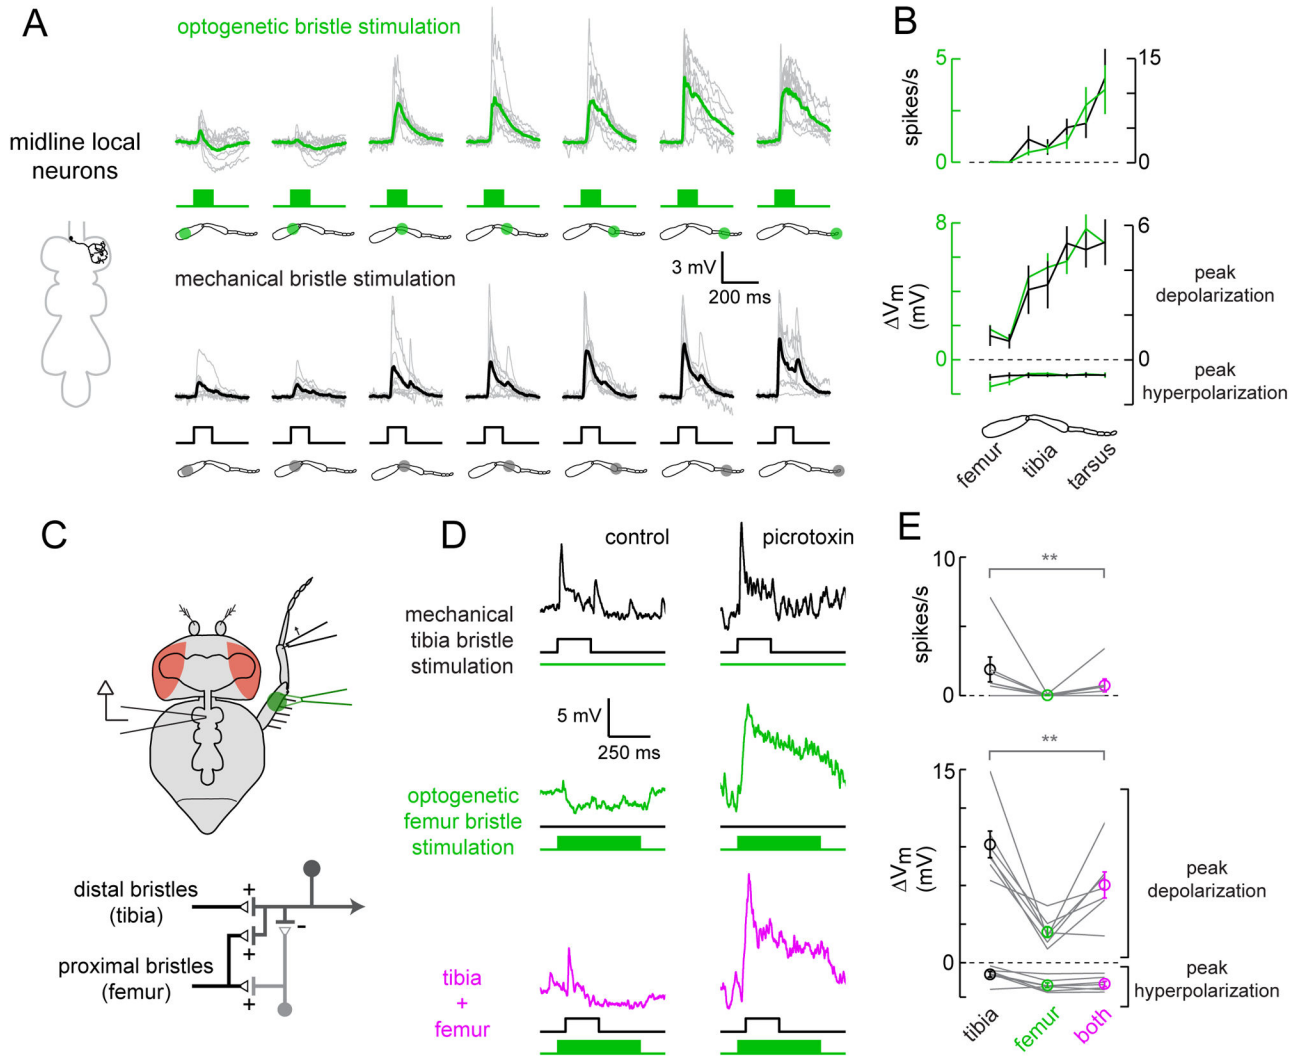 A
optogenetic bristle stimulation
midline local
neurons
3 mV
200 ms
mechanical bristle stimulation
B
5
15
spikes/s
0
0
8
6
ΔVm
(mV)
peak
depolarization
0
0
peak
hyperpolarization
femur
tibia
tarsus
C
distal bristles
(tibia)
+
-
+
proximal bristles
(femur)
+
D
control
picrotoxin
mechanical
tibia bristle
stimulation
5 mV
250 ms
optogenetic
femur bristle
stimulation
tibia
+
femur
E
10
**
spikes/s
0
**
15
ΔVm
(mV)
peak
depolarization
0
peak
hyperpolarization
tibia
femur
both